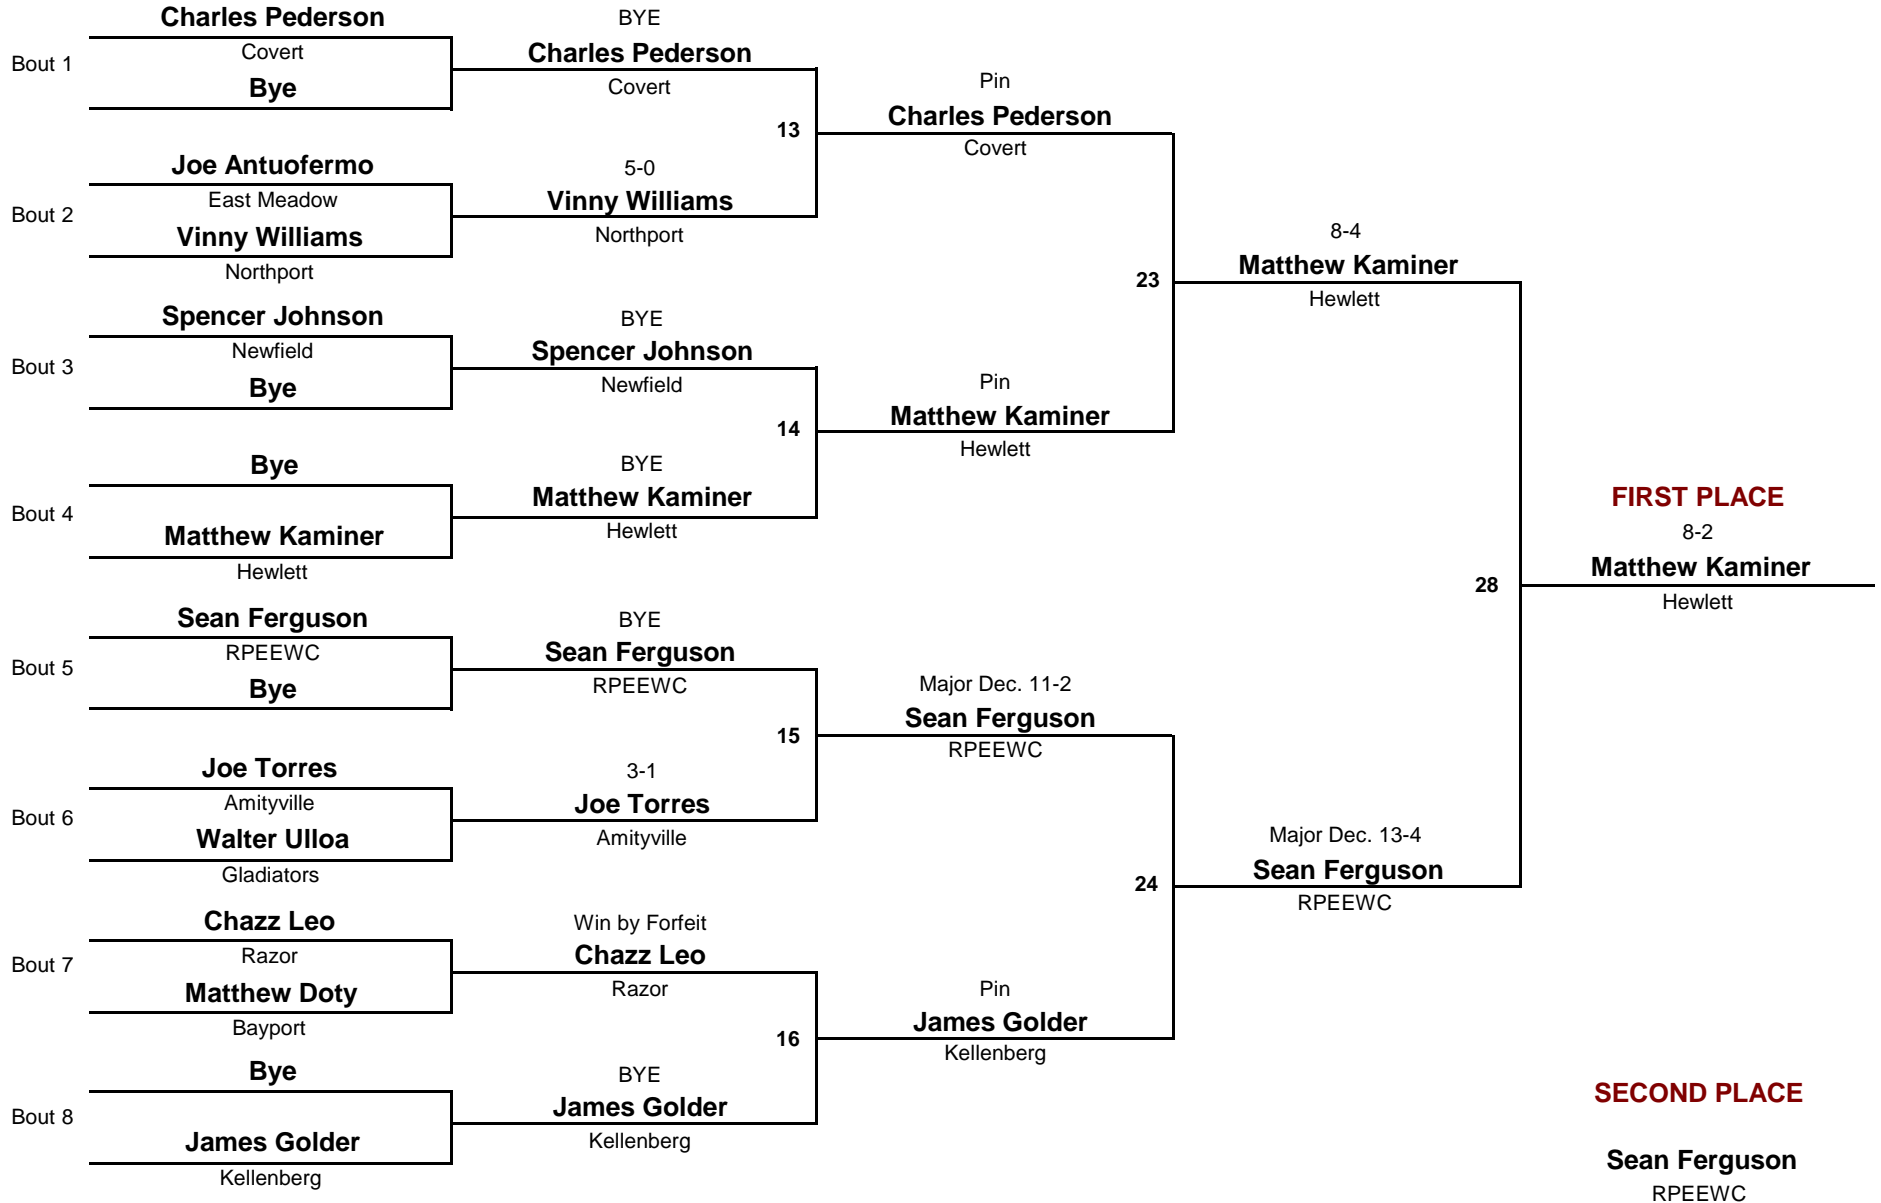 Bout 1
Charles Pederson
Covert
Bye
BYE
Charles Pederson
Covert
Bout 2
Joe Antuofermo
East Meadow
Vinny Williams
Northport
5-0
Vinny Williams
Northport
13
Pin
Charles Pederson
Covert
Bout 3
Spencer Johnson
Newfield
Bye
BYE
Spencer Johnson
Newfield
Bout 4
Bye
Matthew Kaminer
Hewlett
BYE
Matthew Kaminer
Hewlett
14
Pin
Matthew Kaminer
Hewlett
23
8-4
Matthew Kaminer
Hewlett
Bout 5
Sean Ferguson
RPEEWC
Bye
BYE
Sean Ferguson
RPEEWC
Bout 6
Joe Torres
Amityville
Walter Ulloa
Gladiators
3-1
Joe Torres
Amityville
15
Major Dec. 11-2
Sean Ferguson
RPEEWC
Bout 7
Chazz Leo
Razor
Matthew Doty
Bayport
Win by Forfeit
Chazz Leo
Razor
Bout 8
Bye
James Golder
Kellenberg
BYE
James Golder
Kellenberg
16
Pin
James Golder
Kellenberg
24
Major Dec. 13-4
Sean Ferguson
RPEEWC
28
FIRST PLACE
8-2
Matthew Kaminer
Hewlett
SECOND PLACE
Sean Ferguson
RPEEWC